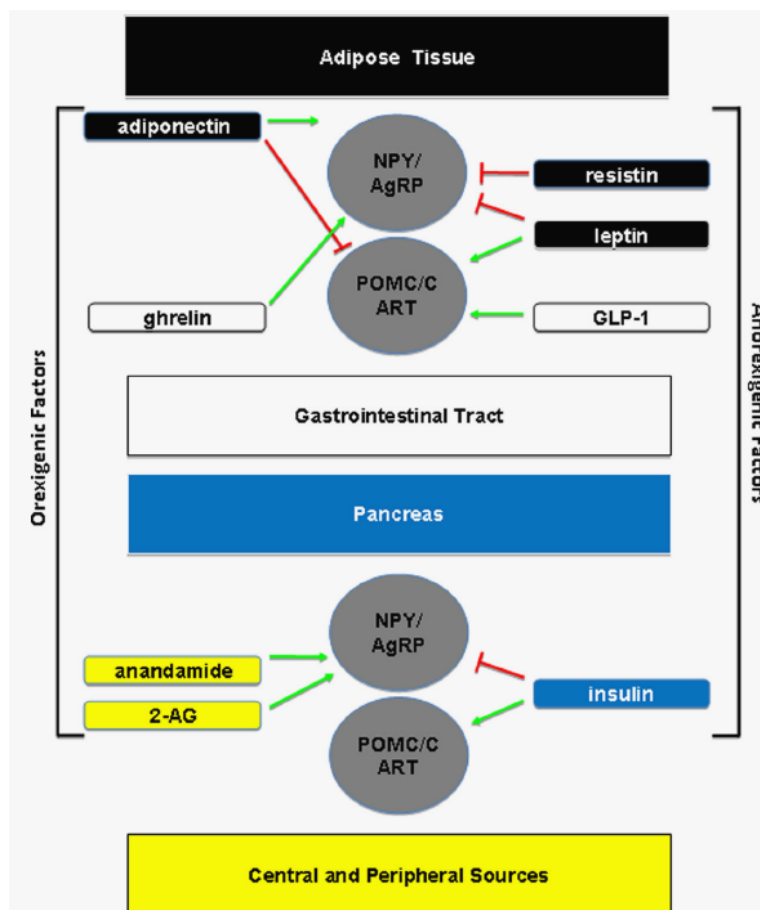 Adipose Tissue
adiponectin
NPY/
AgRP
resistin
leptin
POMC/C
ART
ghrelin
GLP-1
Orexigenic Factors
Anorexigenic Factors
Gastrointestinal Tract
Pancreas
NPY/
AgRP
anandamide
insulin
2-AG
POMC/C
ART
Central and Peripheral Sources